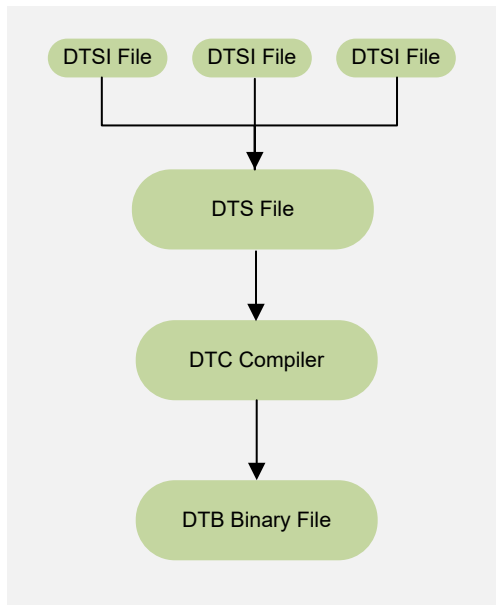 DTSI File
DTSI File
DTSI File
DTS File
DTC Compiler
DTB Binary File